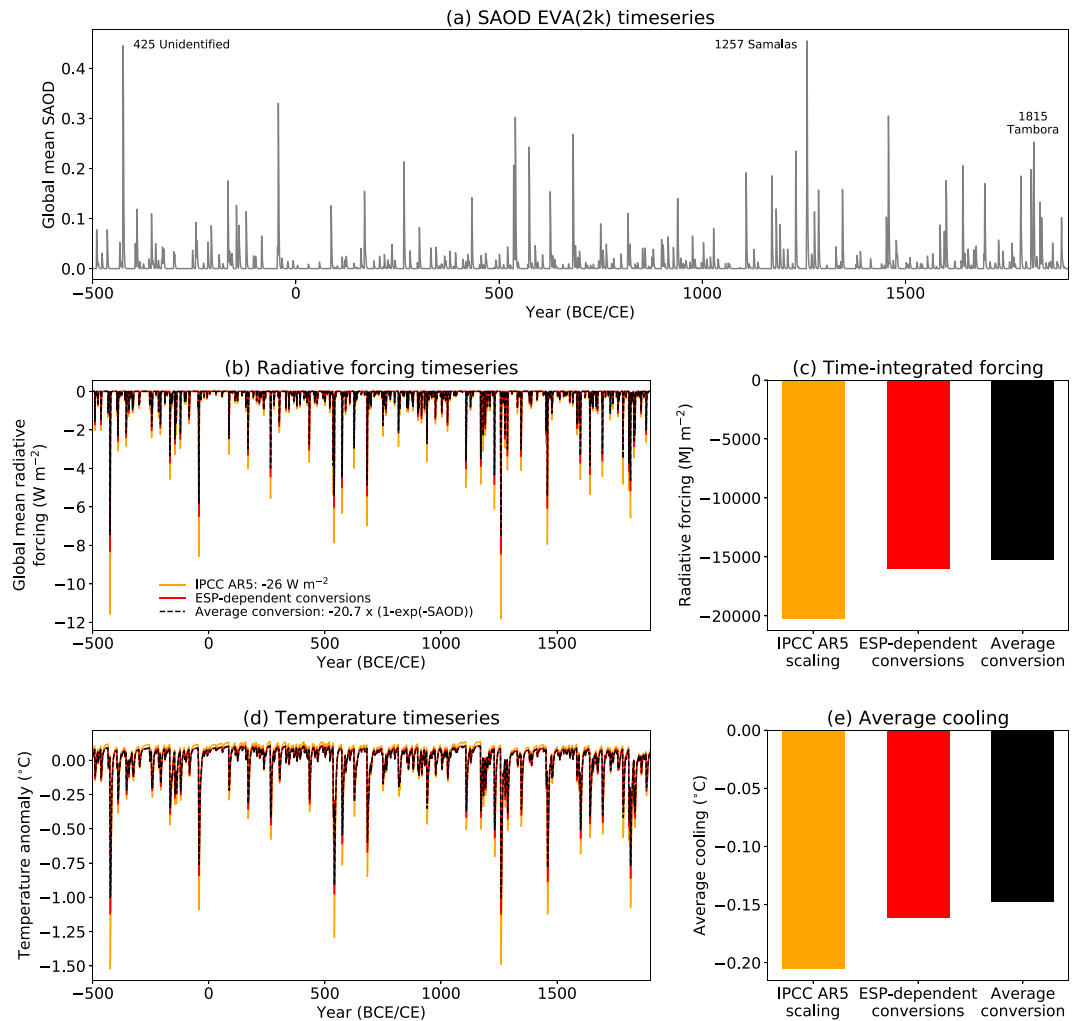 (a) SAOD EVA(2k) timeseries
Global mean SAOD
0.4
0.3
0.2
0.1
0.0
425 Unidentified
1257 Samalas
1815
Tambora
−500
0
500
1000
1500
Year (BCE/CE)
(b) Radiative forcing timeseries
Global mean radiative
forcing (W m−2)
0
−2
−4
−6
−8
−10
−12
IPCC AR5: -26 W m−2
ESP-dependent conversions
Average conversion: -20.7 x (1-exp(-SAOD))
−500
0
500
1000
1500
Year (BCE/CE)
(c) Time-integrated forcing
Radiative forcing (MJ m−2)
0
−5000
−10000
−15000
−20000
IPCC AR5
scaling
ESP-dependent
conversions
Average
conversion
(d) Temperature timeseries
Temperature anomaly (°C)
0.00
−0.25
−0.50
−0.75
−1.00
−1.25
−1.50
−500
0
500
1000
1500
Year (BCE/CE)
(e) Average cooling
Average cooling (°C)
0.00
−0.05
−0.10
−0.15
−0.20
IPCC AR5
scaling
ESP-dependent
conversions
Average
conversion